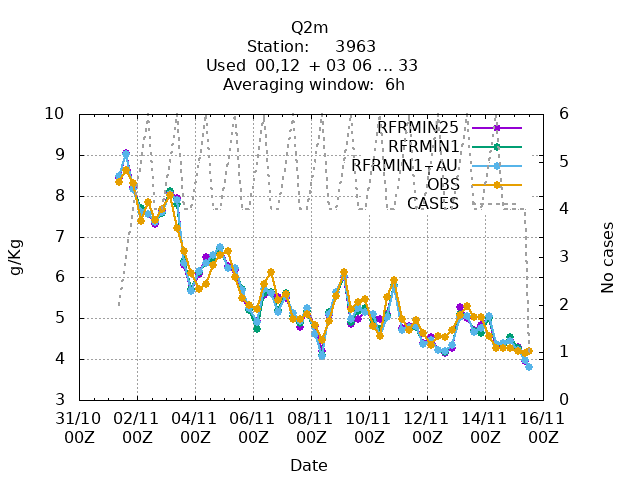 Q2m
Station: 3963
Used 00,12 + 03 06 ... 33
Averaging window: 6h
10
9
8
7
6
5
4
3
g/Kg
6
5
4
3
2
1
0
No cases
RFRMIN25
RFRMIN1
RFRMIN1-AU
OBS
CASES
31/10 02/11 04/11 06/11 08/11 10/11 12/11 14/11 16/11
00Z 00Z 00Z 00Z 00Z 00Z 00Z 00Z 00Z
Date